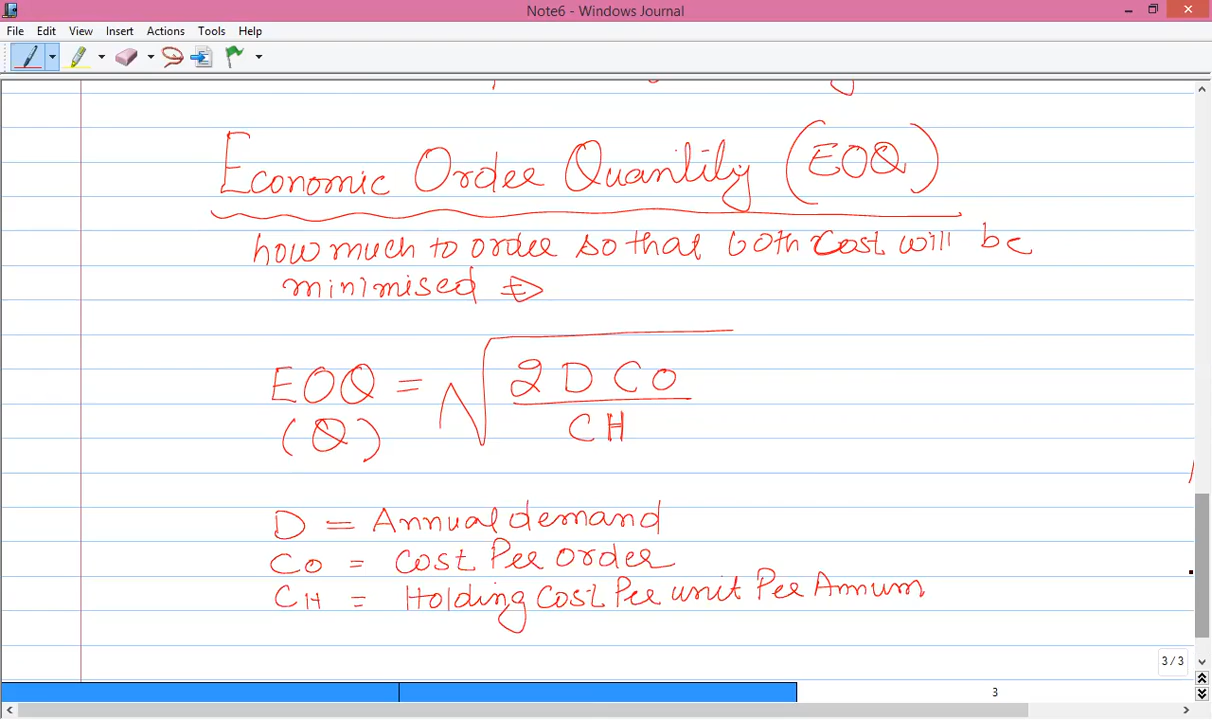 Note6 - Windows Journal
File Edit View Insert Actions Tools Help
Economic Order Quantity (EOQ)
how much to order so that both cost will be
minimised ⇒
EOQ = √ 2 D CO
(Q) CH
D = Annual demand
CO = Cost Per order
CH = Holding Cost Per unit Per Annum
3 / 3
3